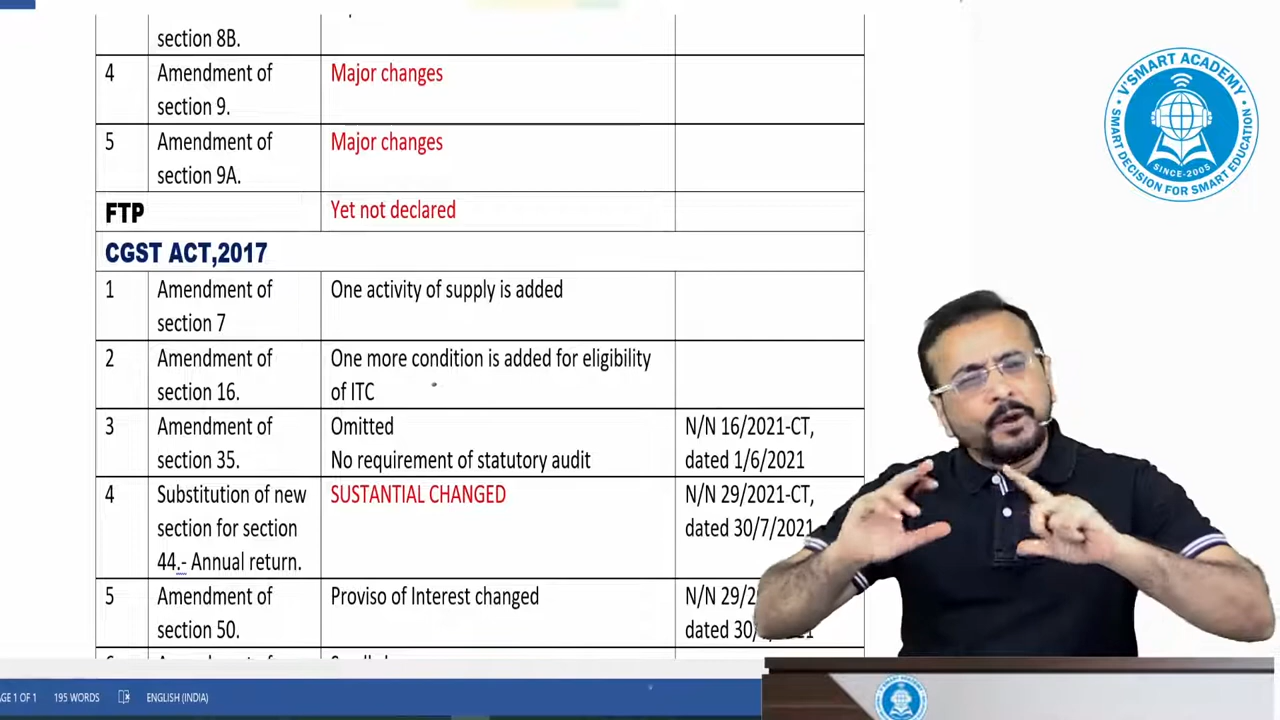 section 8B.
4 Amendment of Major changes
section 9.
5 Amendment of Major changes
section 9A.
FTP Yet not declared
CGST ACT,2017
1 Amendment of One activity of supply is added
section 7
2 Amendment of One more condition is added for eligibility
section 16. of ITC
3 Amendment of Omitted N/N 16/2021-CT,
section 35. No requirement of statutory audit dated 1/6/2021
4 Substitution of new SUSTANTIAL CHANGED N/N 29/2021-CT,
section for section dated 30/7/2021
44.- Annual return.
5 Amendment of Proviso of Interest changed N/N 29/2
section 50. dated 30/
PAGE 1 OF 1 195 WORDS ENGLISH (INDIA)
V'SMART ACADEMY
SINCE-2005
SMART DECISION FOR SMART EDUCATION